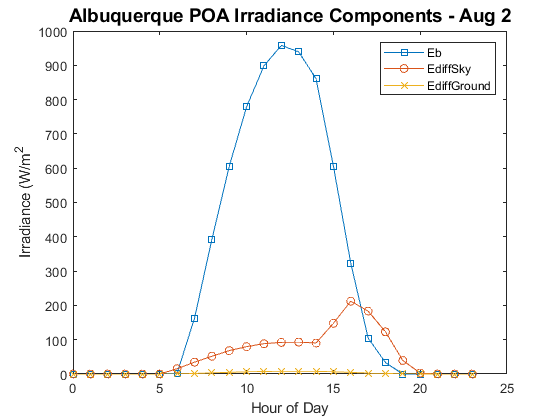 Albuquerque POA Irradiance Components - Aug 2
Eb
EdiffSky
EdiffGround
1000
900
800
700
600
500
400
300
200
100
0
Irradiance (W/m2
0 5 10 15 20 25
Hour of Day